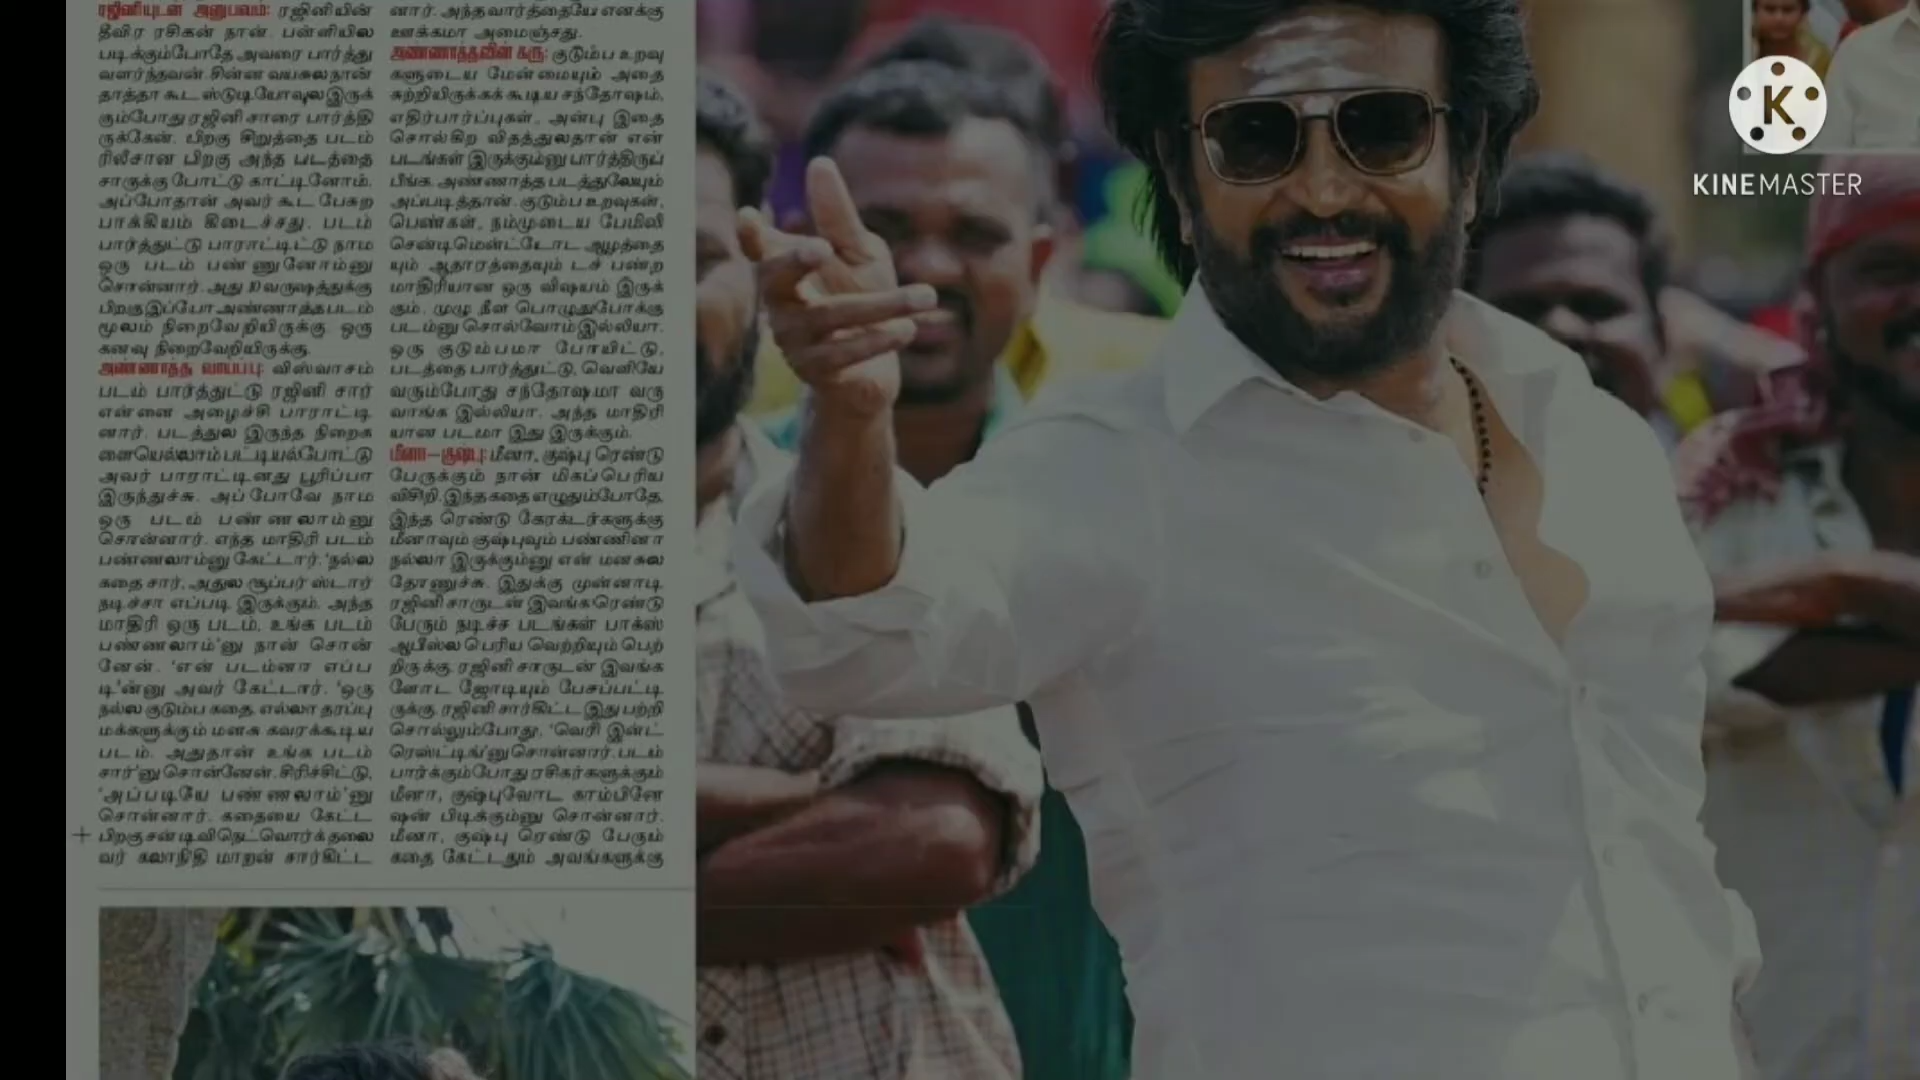 ரஜினியுடன் அனுபவம்: ரஜினியின்
தீவிர ரசிகன் நான். பள்ளியில
படிக்கும்போதே அவரை பார்த்து
வளர்ந்தவன். சின்ன வயசுல நான்
தாத்தா கூட ஸ்டுடியோவுல இருக்
கும்போது ரஜினி சாரை பார்த்தி
ருக்கேன். பிறகு சிறுத்தை படம்
ரிலீசான பிறகு அந்த படத்தை
சாருக்கு போட்டு காட்டினோம்.
அப்போதான் அவர் கூட பேசுற
பாக்கியம் கிடைச்சது. படம்
பார்த்துட்டு பாராட்டிட்டு நாம
ஒரு படம் பண்ணுவோம்னு
சொன்னார். அது 10 வருஷத்துக்கு
பிறகு இப்போ அண்ணாத்த படம்
மூலம் நிறைவேறியிருக்கு. ஒரு
கனவு நிறைவேறியிருக்கு.
அண்ணாத்த வாய்ப்பு: விஸ்வாசம்
படம் பார்த்துட்டு ரஜினி சார்
என்னை அழைச்சி பாராட்டி
னார். படத்துல இருந்த நிறைக
ளையெல்லாம் பட்டியல்போட்டு
அவர் பாராட்டினது பூரிப்பா
இருந்துச்சு. அப்போவே நாம
ஒரு படம் பண்ணலாம்னு
சொன்னார். எந்த மாதிரி படம்
பண்ணலாம்னு கேட்டார். ‘நல்ல
கதை சார், அதுல சூப்பர் ஸ்டார்
நடிச்சா எப்படி இருக்கும். அந்த
மாதிரி ஒரு படம், உங்க படம்
பண்ணலாம்’னு நான் சொன்
னேன். ‘என் படம்னா எப்ப
டி’ன்னு அவர் கேட்டார். ‘ஒரு
நல்ல குடும்ப கதை. எல்லா தரப்பு
மக்களுக்கும் மனசு கவரக்கூடிய
படம். அதுதான் உங்க படம்
சார்’னு சொன்னேன். சிரிச்சிட்டு,
‘அப்படியே பண்ணலாம்’னு
சொன்னார். கதையை கேட்ட
பிறகு சன் டிவி நெட்வொர்க் தலை
வர் கலாநிதி மாறன் சார்கிட்ட
னார். அந்த வார்த்தையே எனக்கு
ஊக்கமா அமைஞ்சது.
அண்ணாத்தவின் கரு: குடும்ப உறவு
களுடைய மேன்மையும் அதை
சுற்றியிருக்கக் கூடிய சந்தோஷம்,
எதிர்பார்ப்புகள், அன்பு இதை
சொல்கிற விதத்துலதான் என்
படங்கள் இருக்கும்னு பார்த்திருப்
பீங்க. அண்ணாத்த படத்துலேயும்
அப்படித்தான். குடும்ப உறவுகள்,
பெண்கள், நம்முடைய பேமிலி
சென்டிமென்ட்டோட ஆழத்தை
யும் ஆதாரத்தையும் டச் பண்ற
மாதிரியான ஒரு விஷயம் இருக்
கும். முழு நீள பொழுதுபோக்கு
படம்னு சொல்வோம் இல்லியா.
ஒரு குடும்பமா போயிட்டு,
படத்தை பார்த்துட்டு, வெளியே
வரும்போது சந்தோஷமா வரு
வாங்க இல்லியா. அந்த மாதிரி
யான படமா இது இருக்கும்.
மீனா–குஷ்பு: மீனா, குஷ்பு ரெண்டு
பேருக்கும் நான் மிகப்பெரிய
விசிறி. இந்த கதை எழுதும்போதே,
இந்த ரெண்டு கேரக்டர்களுக்கு
மீனாவும் குஷ்புவும் பண்ணினா
நல்லா இருக்கும்னு என் மனசுல
தோணுச்சு. இதுக்கு முன்னாடி
ரஜினி சாருடன் இவங்க ரெண்டு
பேரும் நடிச்ச படங்கள் பாக்ஸ்
ஆபீஸ்ல பெரிய வெற்றியும் பெற்
றிருக்கு. ரஜினி சாருடன் இவங்க
ளோட ஜோடியும் பேசப்பட்டி
ருக்கு. ரஜினி சார்கிட்ட இது பற்றி
சொல்லும்போது, ‘வெரி இன்ட்
ரெஸ்டிங்’னு சொன்னார். படம்
பார்க்கும்போது ரசிகர்களுக்கும்
மீனா, குஷ்புவோட காம்பினே
ஷன் பிடிக்கும்னு சொன்னார்.
மீனா, குஷ்பு ரெண்டு பேரும்
கதை கேட்டதும் அவங்களுக்கு
KINEMASTER